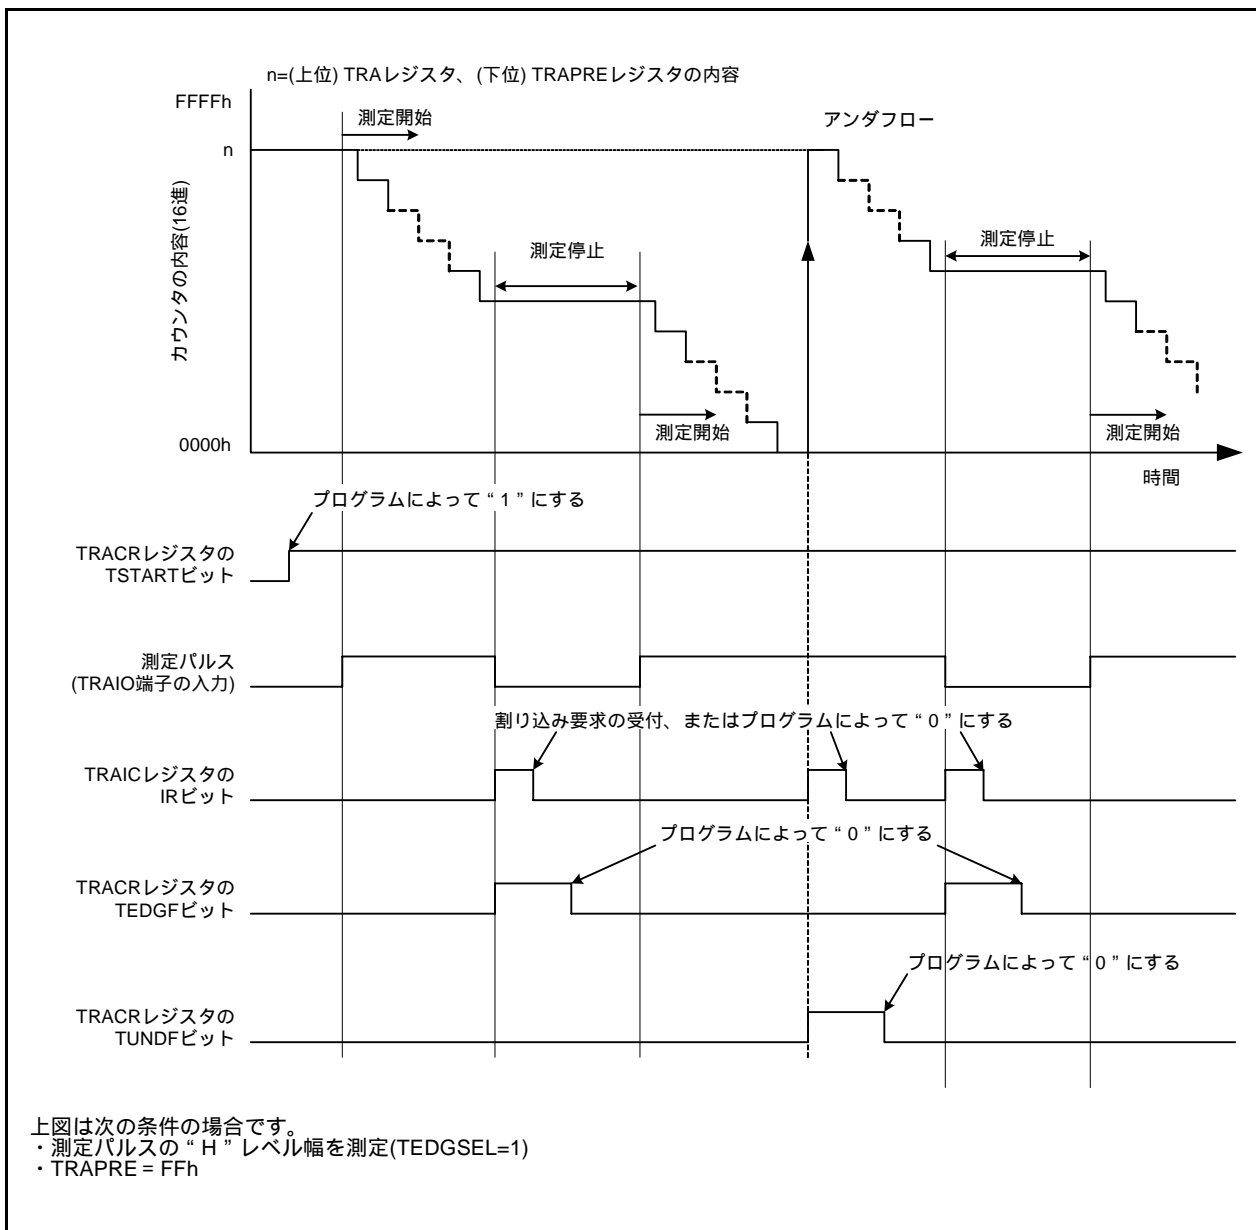 n=(上位) TRAレジスタ、(下位) TRAPREレジスタの内容
FFFFh
測定開始
アンダフロー
n
カウンタの内容(16進)
測定停止
測定停止
測定開始
測定開始
0000h
時間
プログラムによって“1”にする
TRACRレジスタの
TSTARTビット
測定パルス
(TRAIO端子の入力)
割り込み要求の受付、またはプログラムによって“0”にする
TRAICレジスタの
IRビット
プログラムによって“0”にする
TRACRレジスタの
TEDGFビット
プログラムによって“0”にする
TRACRレジスタの
TUNDFビット
上図は次の条件の場合です。
・測定パルスの“H”レベル幅を測定(TEDGSEL=1)
・TRAPRE = FFh